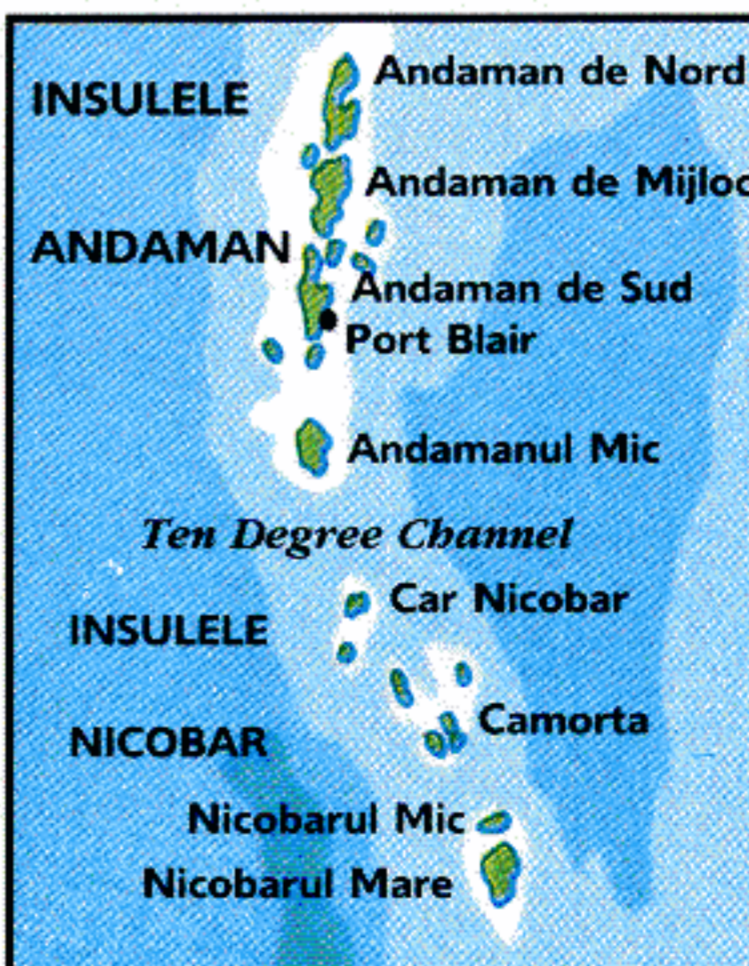 Andaman de Nord
INSULELE
Andaman de Mijloc
ANDAMAN
Andaman de Sud
Port Blair
Andamanul Mic
Ten Degree Channel
Car Nicobar
INSULELE
Camorta
NICOBAR
Nicobarul Mic
Nicobarul Mare